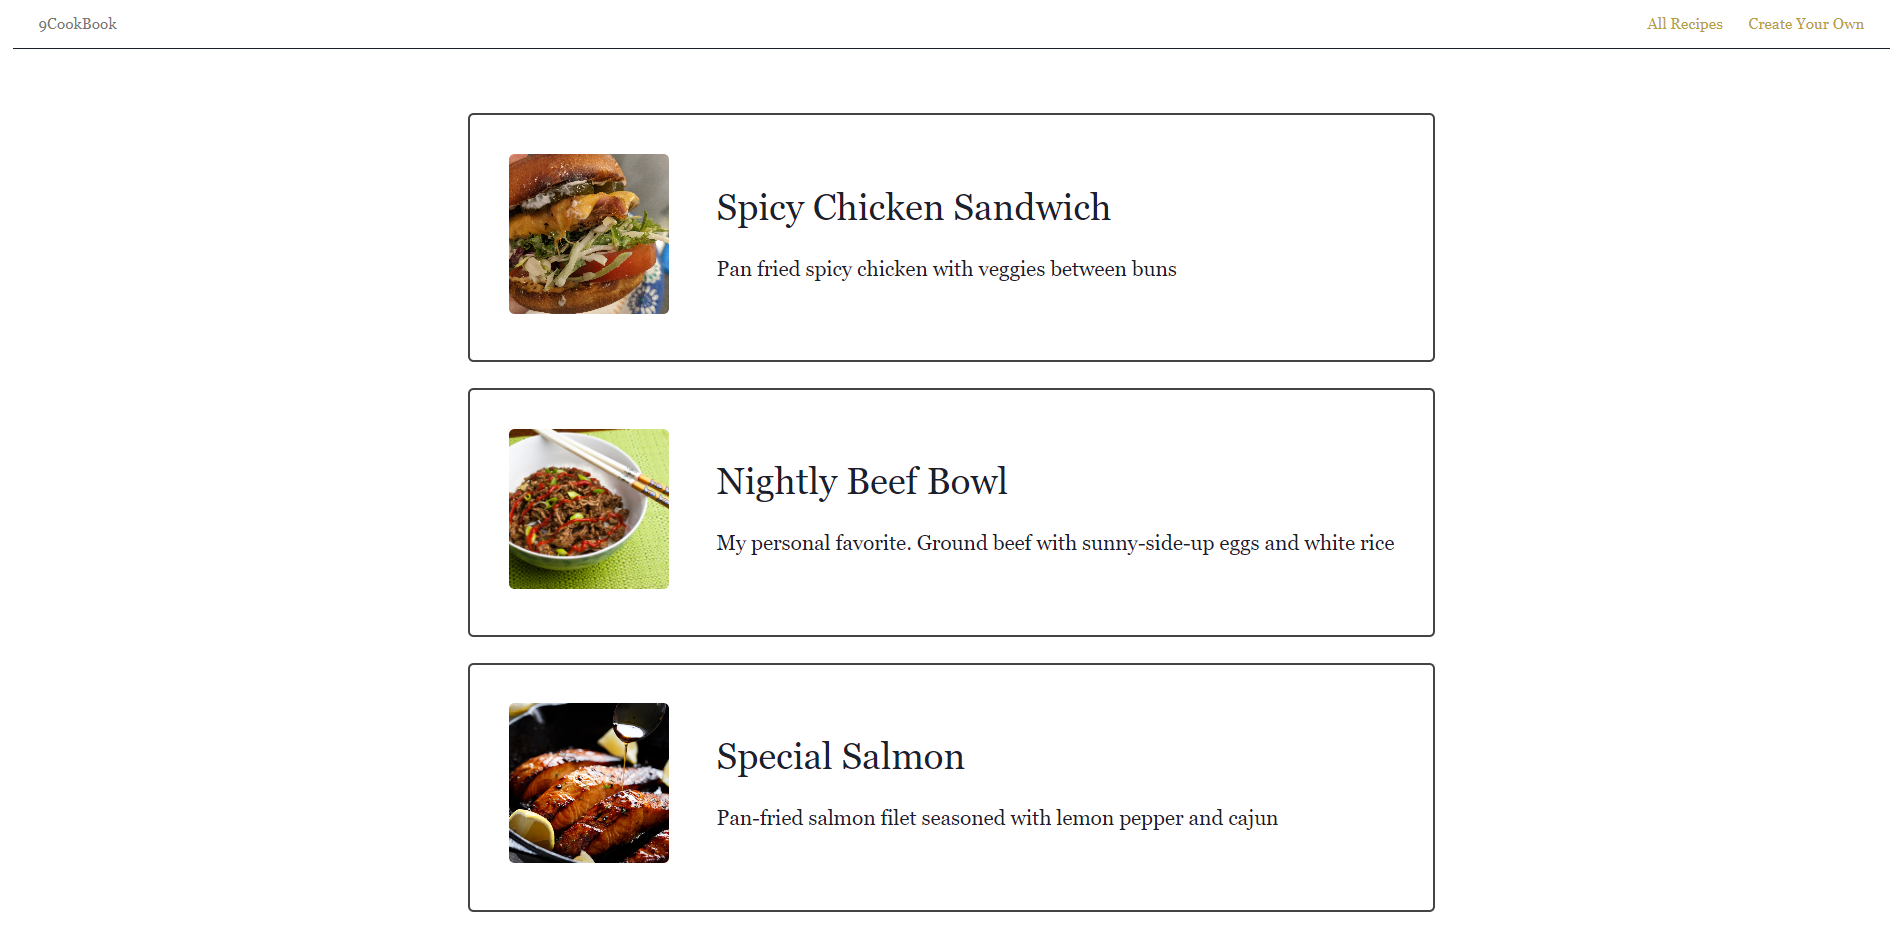 9CookBook
All Recipes
Create Your Own
Spicy Chicken Sandwich
Pan fried spicy chicken with veggies between buns
Nightly Beef Bowl
My personal favorite. Ground beef with sunny-side-up eggs and white rice
Special Salmon
Pan-fried salmon filet seasoned with lemon pepper and cajun